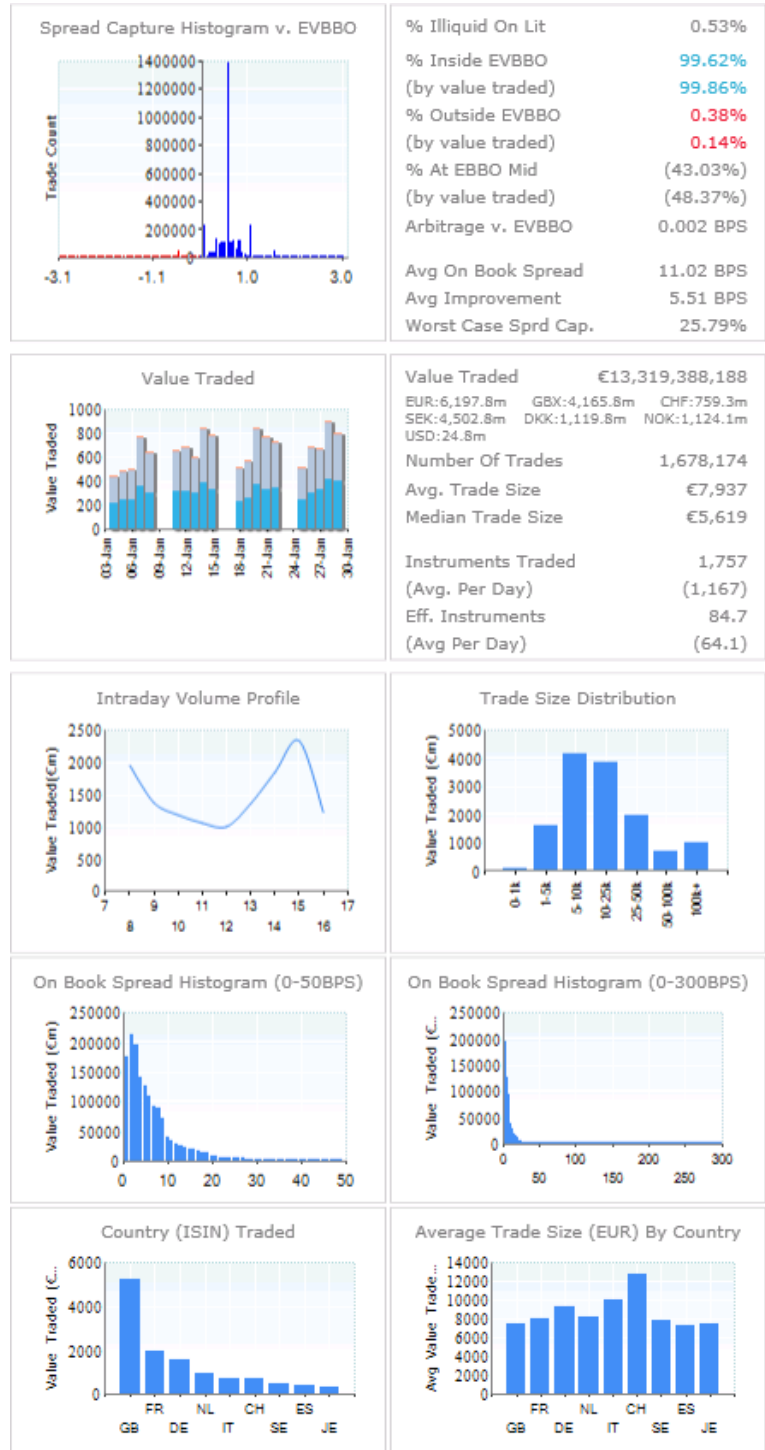 Spread Capture Histogram v. EVBBO
Trade Count
1400000
1200000
1000000
800000
600000
400000
200000
0
-3.1 -1.1 1.0 3.0
% Illiquid On Lit 0.53%
% Inside EVBBO 99.62%
(by value traded) 99.86%
% Outside EVBBO 0.38%
(by value traded) 0.14%
% At EBBO Mid (43.03%)
(by value traded) (48.37%)
Arbitrage v. EVBBO 0.002 BPS
Avg On Book Spread 11.02 BPS
Avg Improvement 5.51 BPS
Worst Case Sprd Cap. 25.79%
Value Traded
Value Traded
1000
800
600
400
200
0
03-Jan 06-Jan 09-Jan 12-Jan 15-Jan 18-Jan 21-Jan 24-Jan 27-Jan 30-Jan
Value Traded €13,319,388,188
EUR:6,197.8m GBX:4,165.8m CHF:759.3m
SEK:4,502.8m DKK:1,119.8m NOK:1,124.1m
USD:24.8m
Number Of Trades 1,678,174
Avg. Trade Size €7,937
Median Trade Size €5,619
Instruments Traded 1,757
(Avg. Per Day) (1,167)
Eff. Instruments 84.7
(Avg Per Day) (64.1)
Intraday Volume Profile
Value Traded(€m)
2500
2000
1500
1000
500
0
7 9 11 13 15 17
8 10 12 14 16
Trade Size Distribution
Value Traded (€m)
5000
4000
3000
2000
1000
0
0-1k 1-5k 5-10k 10-25k 25-50k 50-100k 100k+
On Book Spread Histogram (0-50BPS)
Value Traded (€m)
250000
200000
150000
100000
50000
0
0 10 20 30 40 50
On Book Spread Histogram (0-300BPS)
Value Traded (€...
250000
200000
150000
100000
50000
0
0 100 200 300
50 150 250
Country (ISIN) Traded
Value Traded (€...
6000
4000
2000
0
FR NL CH ES
GB DE IT SE JE
Average Trade Size (EUR) By Country
Avg Value Trade...
14000
12000
10000
8000
6000
4000
2000
0
FR NL CH ES
GB DE IT SE JE